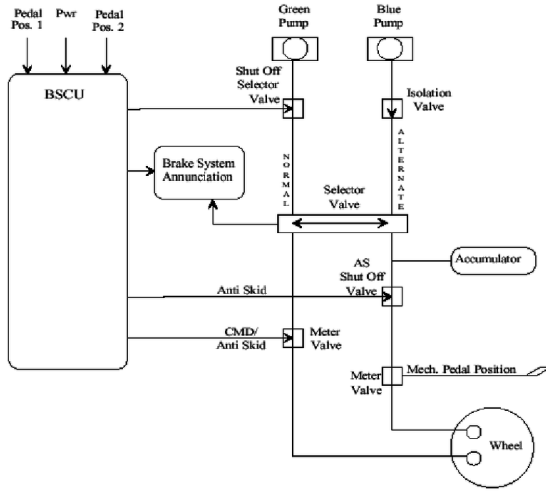 Pedal
Pos. 1
Pwr
Pedal
Pos. 2
Green
Pump
Blue
Pump
BSCU
Shut Off
Selector
Valve
Isolation
Valve
NORMAL
ALTERNATE
Brake System
Annunciation
Selector
Valve
Accumulator
AS
Shut Off
Valve
Anti Skid
CMD/
Anti Skid
Meter
Valve
Meter
Valve
Mech. Pedal Position
Wheel